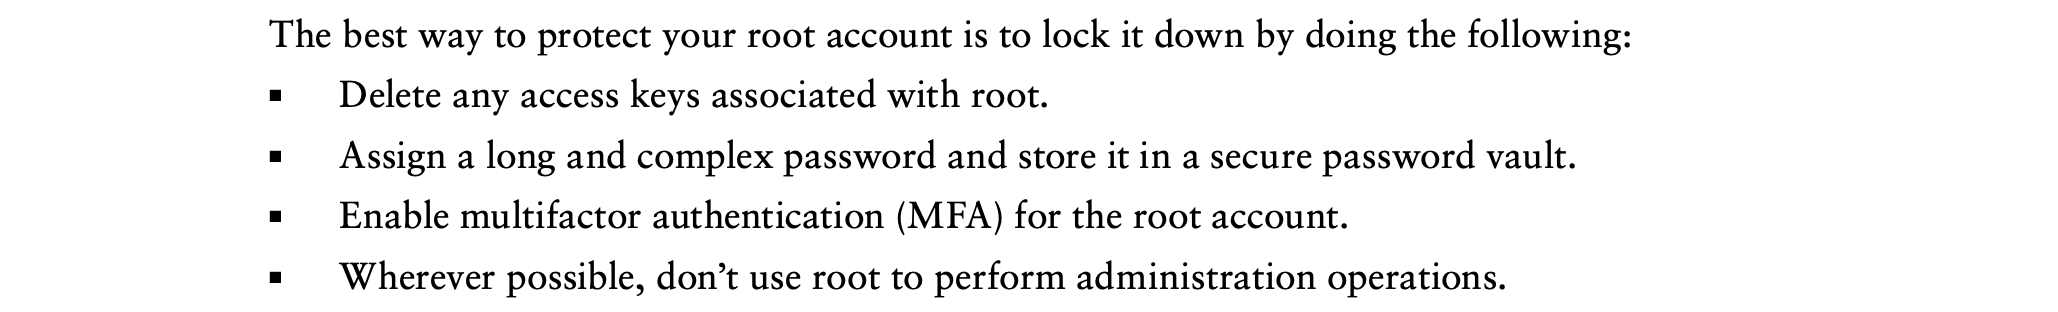 The best way to protect your root account is to lock it down by doing the following:
▪ Delete any access keys associated with root.
▪ Assign a long and complex password and store it in a secure password vault.
▪ Enable multifactor authentication (MFA) for the root account.
▪ Wherever possible, don’t use root to perform administration operations.